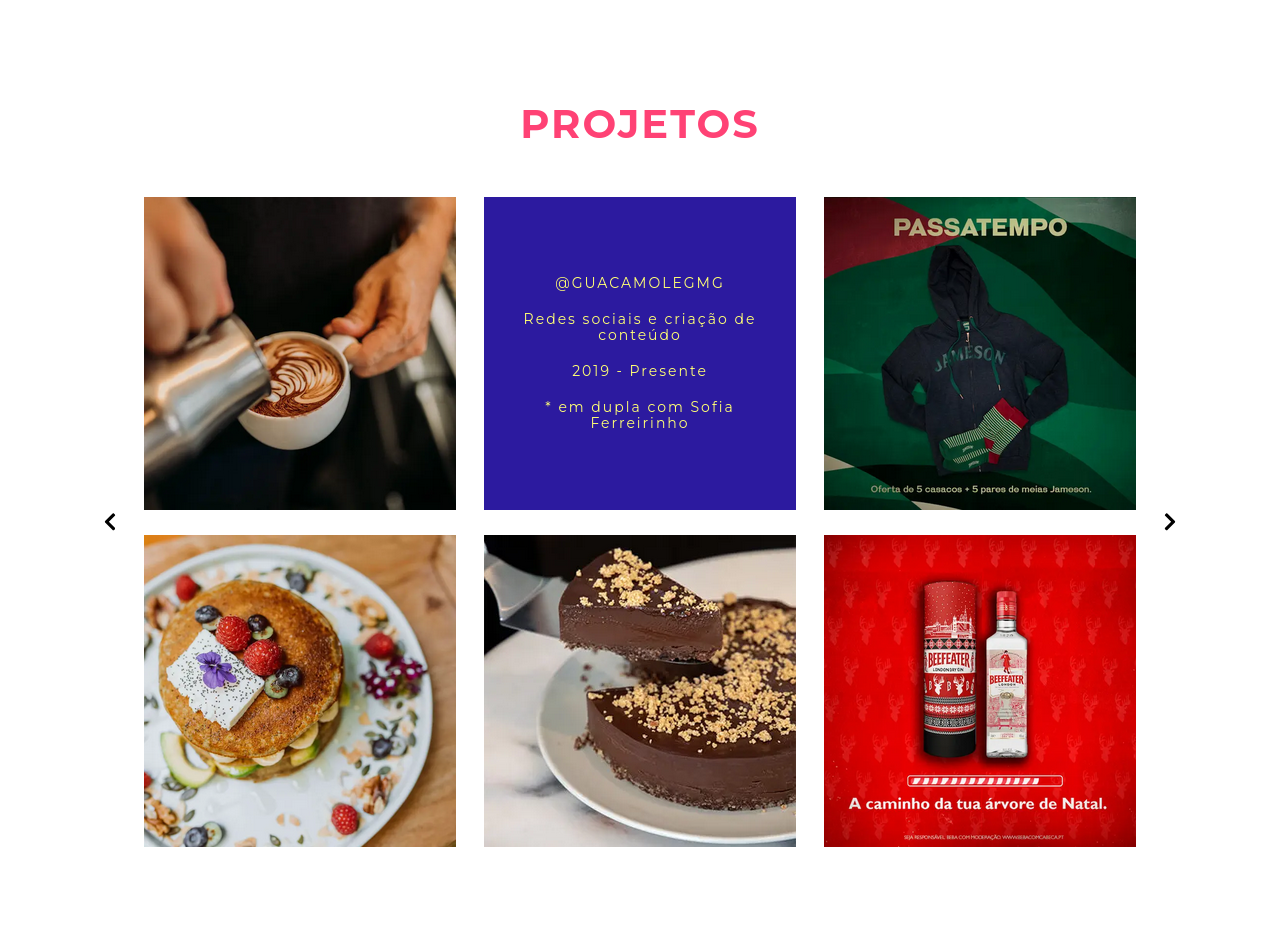 PROJETOS
@GUACAMOLEGMG
Redes sociais e criação de
conteúdo
2019 - Presente
* em dupla com Sofia
Ferreirinho
PASSATEMPO
JAMESON
Oferta de 5 casacos + 5 pares de meias Jameson.
BEEFEATER
LONDON DRY GIN
B B
BEEFEATER
LONDON
A caminho da tua árvore de Natal.
SEJA RESPONSÁVEL. BEBA COM MODERAÇÃO. WWW.BEBACOMCABECA.PT